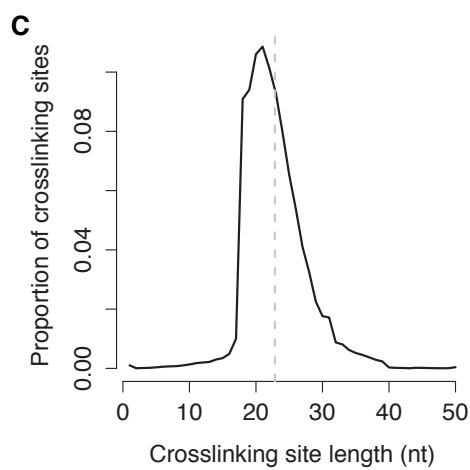 C
Proportion of crosslinking sites
0.08
0.04
0.00
0 10 20 30 40 50
Crosslinking site length (nt)